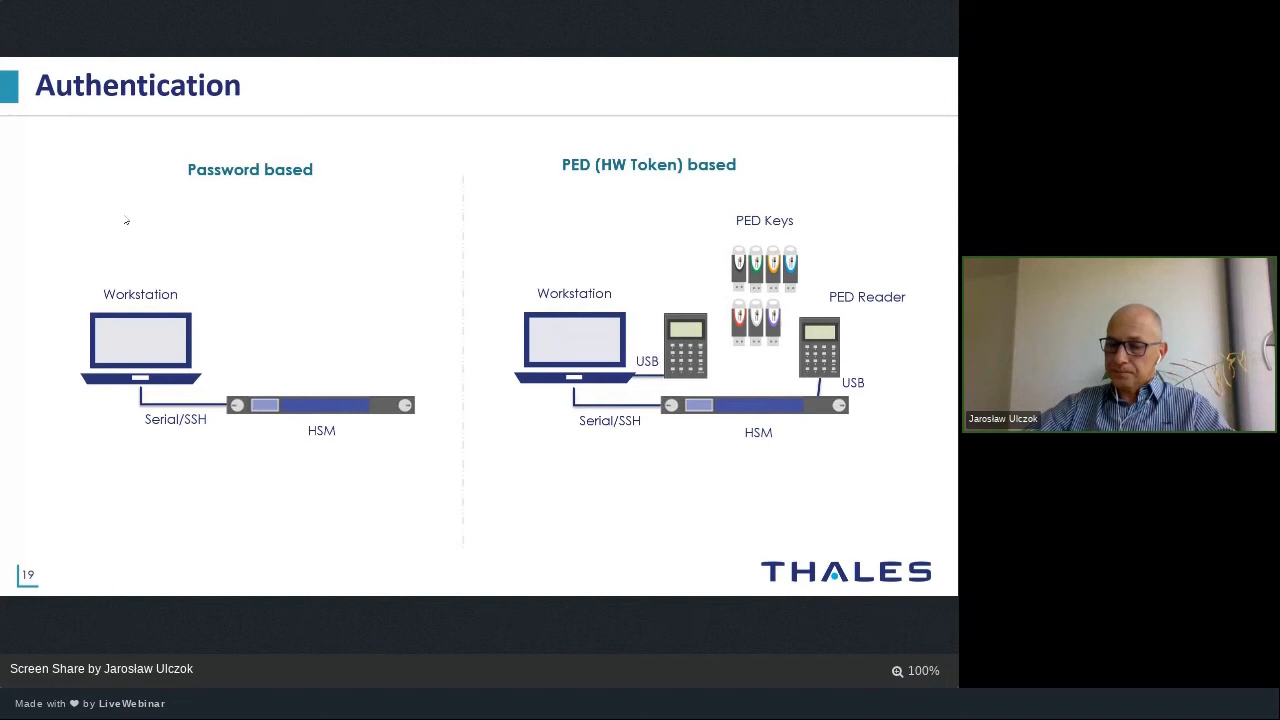 Authentication
Password based
Workstation
Serial/SSH
HSM
PED (HW Token) based
PED Keys
Workstation
PED Reader
USB
USB
Serial/SSH
HSM
19
THALES
Jarosław Ulczok
Screen Share by Jarosław Ulczok
100%
Made with ❤ by LiveWebinar